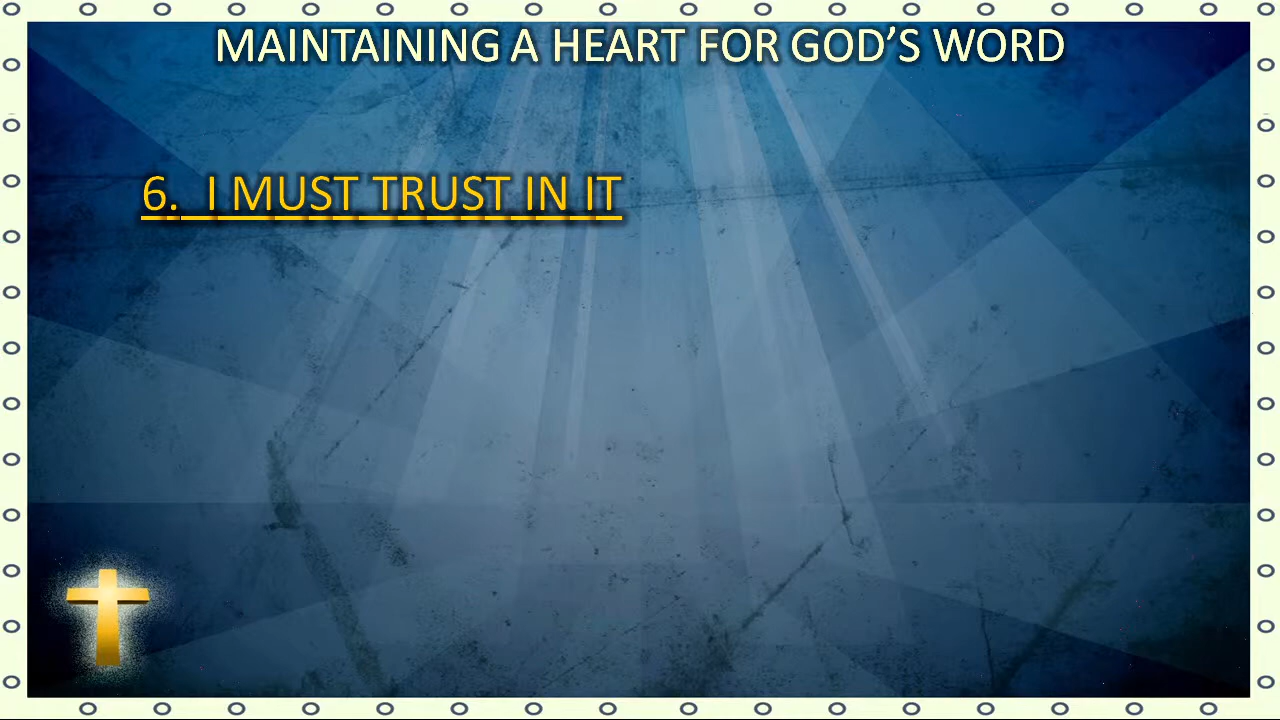 MAINTAINING A HEART FOR GOD’S WORD
6.  I MUST TRUST IN IT